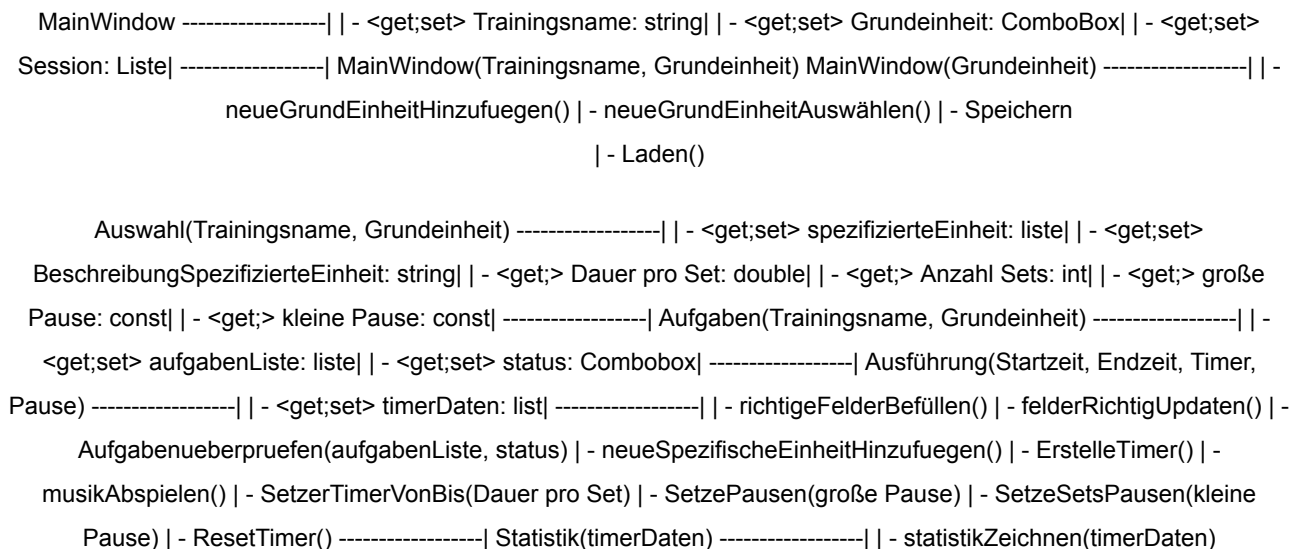 MainWindow ------------------| | - <get;set> Trainingsname: string| | - <get;set> Grundeinheit: ComboBox| | - <get;set>
Session: Liste| ------------------| MainWindow(Trainingsname, Grundeinheit) MainWindow(Grundeinheit) ------------------| | -
neueGrundEinheitHinzufuegen() | - neueGrundEinheitAuswählen() | - Speichern
| - Laden()
Auswahl(Trainingsname, Grundeinheit) ------------------| | - <get;set> spezifizierteEinheit: liste| | - <get;set>
BeschreibungSpezifizierteEinheit: string| | - <get;> Dauer pro Set: double| | - <get;> Anzahl Sets: int| | - <get;> große
Pause: const| | - <get;> kleine Pause: const| ------------------| Aufgaben(Trainingsname, Grundeinheit) ------------------| | -
<get;set> aufgabenListe: liste| | - <get;set> status: Combobox| ------------------| Ausführung(Startzeit, Endzeit, Timer,
Pause) ------------------| | - <get;set> timerDaten: list| ------------------| | - richtigeFelderBefüllen() | - felderRichtigUpdaten() | -
Aufgabenueberpruefen(aufgabenListe, status) | - neueSpezifischeEinheitHinzufuegen() | - ErstelleTimer() | -
musikAbspielen() | - SetzerTimerVonBis(Dauer pro Set) | - SetzePausen(große Pause) | - SetzeSetsPausen(kleine
Pause) | - ResetTimer() ------------------| Statistik(timerDaten) ------------------| | - statistikZeichnen(timerDaten)